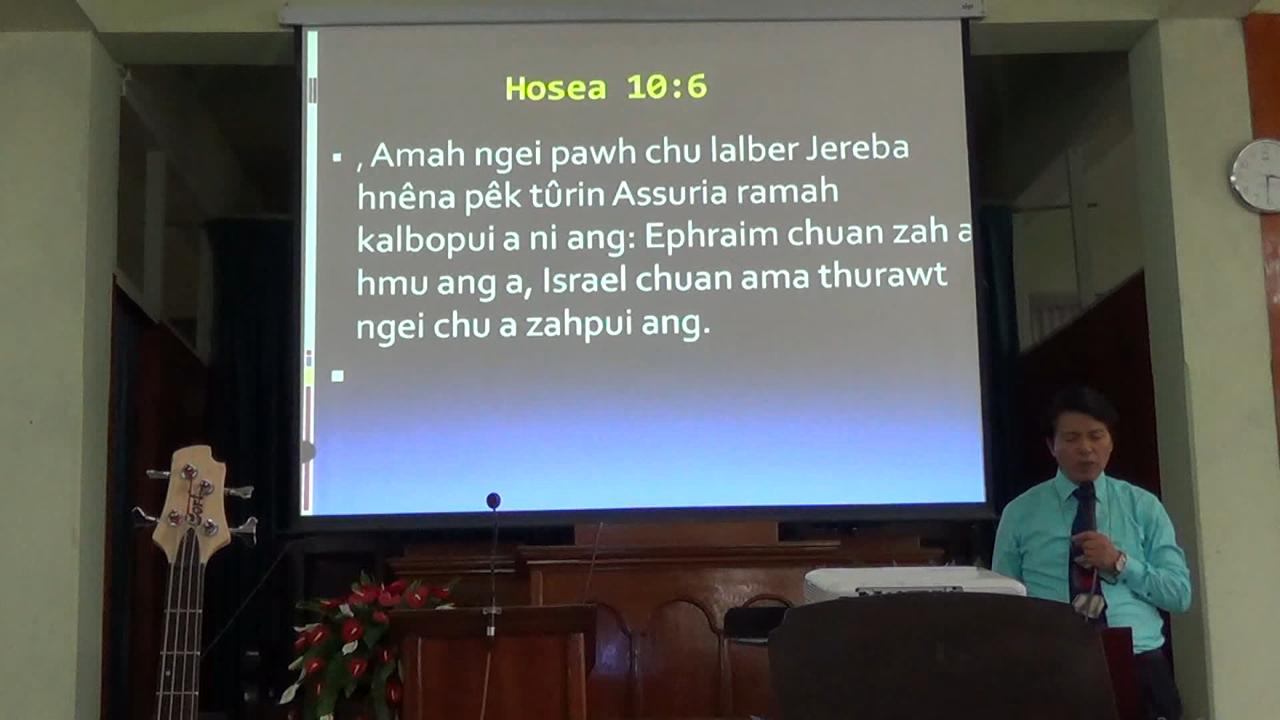 Hosea 10:6
, Amah ngei pawh chu lalber Jereba
hnêna pêk tûrin Assuria ramah
kalbopui a ni ang: Ephraim chuan zah a
hmu ang a, Israel chuan ama thurawt
ngei chu a zahpui ang.
Cort